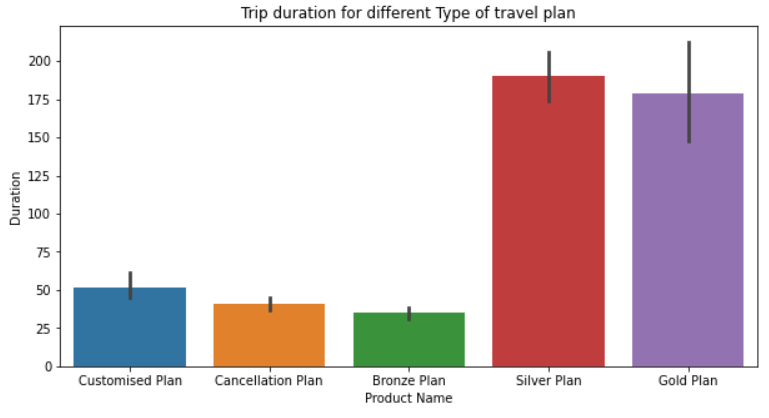 Trip duration for different Type of travel plan
200
175
150
125
100
75
50
25
0
Duration
Customised Plan Cancellation Plan Bronze Plan Silver Plan Gold Plan
Product Name